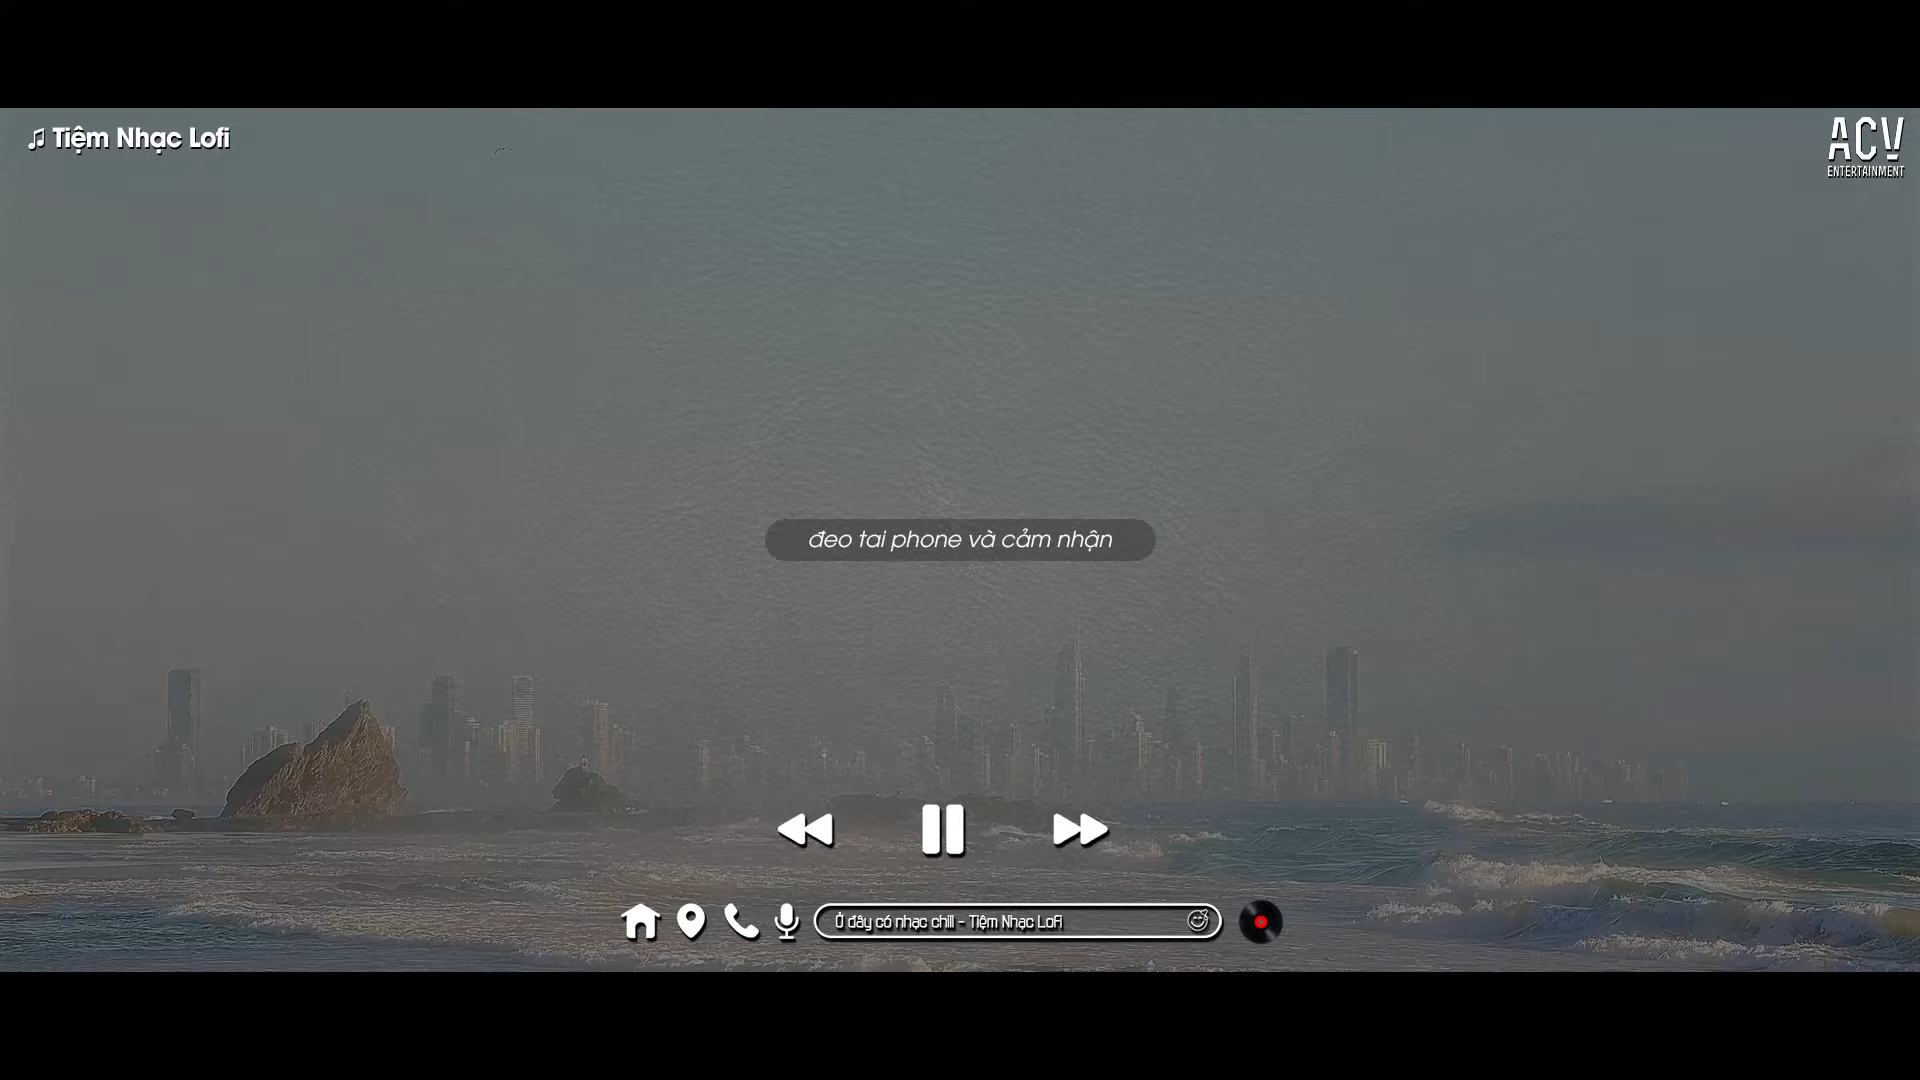 ♫ Tiệm Nhạc Lofi
ACV
ENTERTAINMENT
đeo tai phone và cảm nhận
Ở đây có nhạc chill - Tiệm Nhạc Lofi